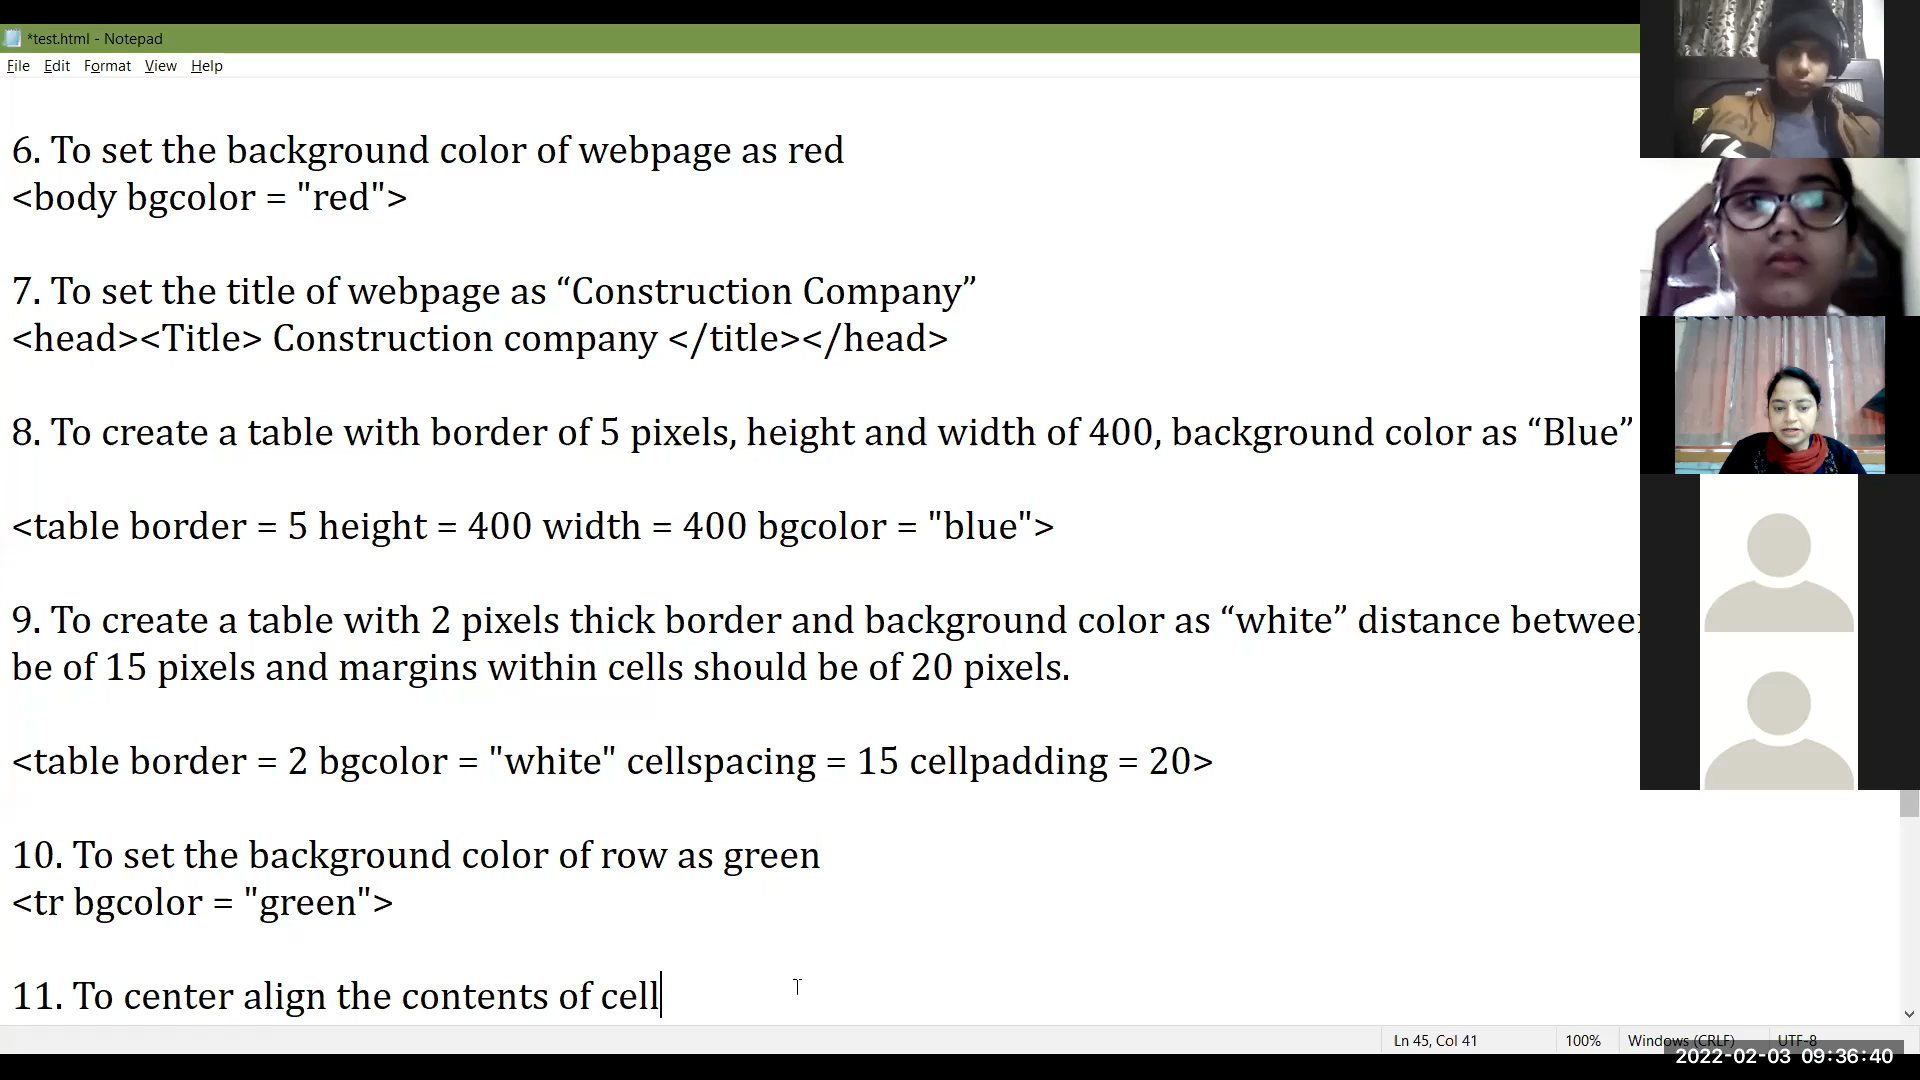 *test.html - Notepad
File Edit Format View Help
6. To set the background color of webpage as red
<body bgcolor = "red">
7. To set the title of webpage as “Construction Company”
<head><Title> Construction company </title></head>
8. To create a table with border of 5 pixels, height and width of 400, background color as “Blue”
<table border = 5 height = 400 width = 400 bgcolor = "blue">
9. To create a table with 2 pixels thick border and background color as “white” distance
be of 15 pixels and margins within cells should be of 20 pixels.
<table border = 2 bgcolor = "white" cellspacing = 15 cellpadding = 20>
10. To set the background color of row as green
<tr bgcolor = "green">
11. To center align the contents of cell
Ln 45, Col 41 100% Windows (CRLF) UTF-8
2022-02-03 09:36:40